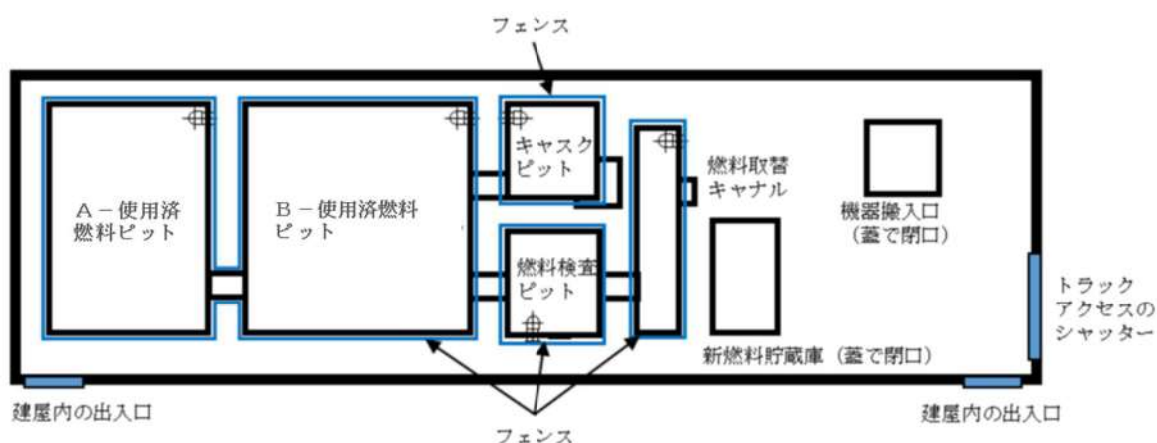 フェンス
A－使用済
燃料ピット
B－使用済燃料
ピット
キャスク
ピット
燃料検査
ピット
燃料取替
キャナル
機器搬入口
（蓋で閉口）
新燃料貯蔵庫（蓋で閉口）
トラック
アクセスの
シャッター
建屋内の出入口
フェンス
建屋内の出入口